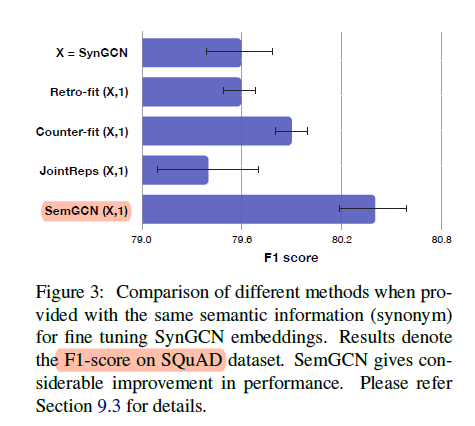 X = SynGCN
Retro-fit (X,1)
Counter-fit (X,1)
JointReps (X,1)
SemGCN (X,1)
79.0 79.6 80.2 80.8
F1 score
Figure 3: Comparison of different methods when pro-
vided with the same semantic information (synonym)
for fine tuning SynGCN embeddings. Results denote
the F1-score on SQuAD dataset. SemGCN gives con-
siderable improvement in performance. Please refer
Section 9.3 for details.